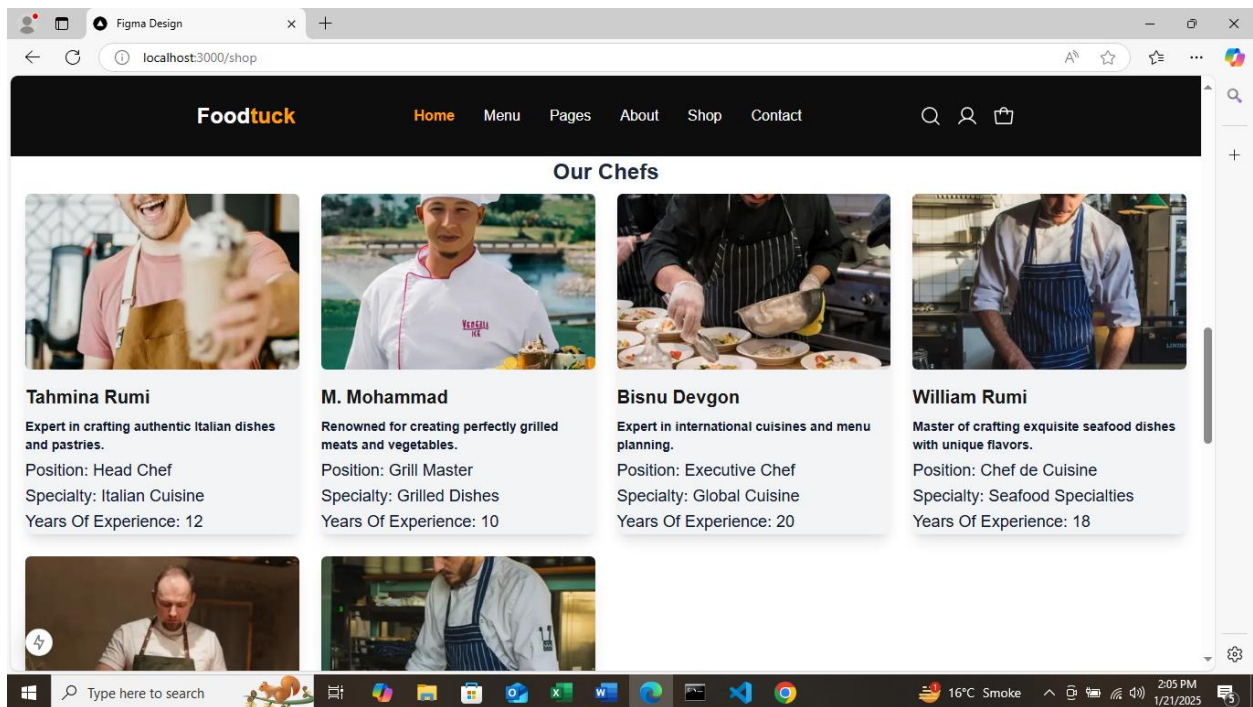 Figma Design
localhost:3000/shop
Foodtuck
Home Menu Pages About Shop Contact
Our Chefs
Tahmina Rumi
Expert in crafting authentic Italian dishes
and pastries.
Position: Head Chef
Specialty: Italian Cuisine
Years Of Experience: 12
M. Mohammad
Renowned for creating perfectly grilled
meats and vegetables.
Position: Grill Master
Specialty: Grilled Dishes
Years Of Experience: 10
Bisnu Devgon
Expert in international cuisines and menu
planning.
Position: Executive Chef
Specialty: Global Cuisine
Years Of Experience: 20
William Rumi
Master of crafting exquisite seafood dishes
with unique flavors.
Position: Chef de Cuisine
Specialty: Seafood Specialties
Years Of Experience: 18
Type here to search
16°C Smoke
2:05 PM
1/21/2025